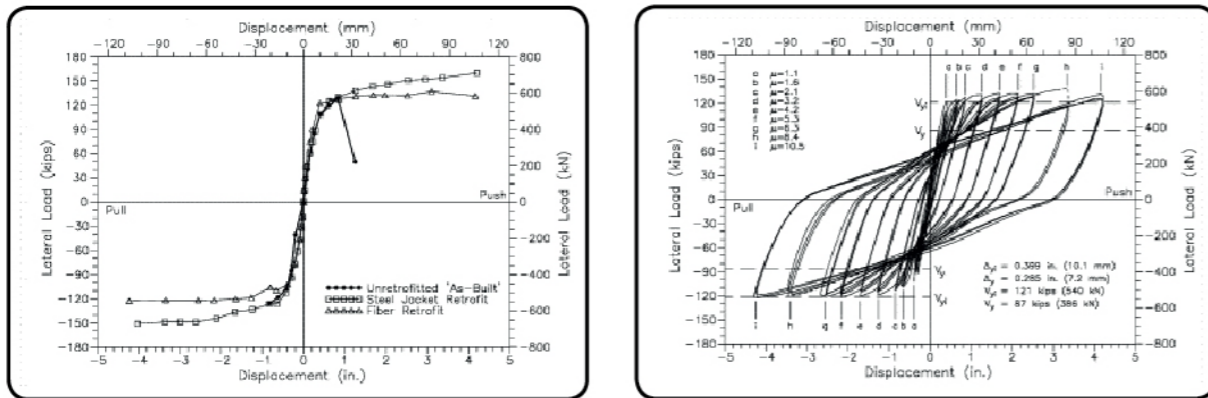 Displacement (mm)
-120 -90 -60 -30 0 30 60 90 120
Lateral Load (kips)
180
150
120
90
60
30
0
-30
-60
-90
-120
-150
-180
800
600
400
200
0
-200
-400
-600
-800
Lateral Load (kN)
Push
Pull
Unretrofitted 'As-Built'
Steel Jacket Retrofit
Fiber Retrofit
-5 -4 -3 -2 -1 0 1 2 3 4 5
Displacement (in.)
Displacement (mm)
-120 -90 -60 -30 0 30 60 90 120
Lateral Load (kips)
180
150
120
90
60
30
0
-30
-60
-90
-120
-150
-180
800
600
400
200
0
-200
-400
-600
-800
Lateral Load (kN)
a b c d e f g h i
a μ=1.1
b μ=1.6
c μ=2.1
d μ=3.2
e μ=4.2
f μ=5.3
g μ=6.3
h μ=8.4
i μ=10.5
Vyi
Vy
Push
Pull
Vy
Vyi
Δyi = 0.399 in. (10.1 mm)
Δy = 0.285 in. (7.2 mm)
Vyi = 121 kips (540 kN)
Vy = 87 kips (386 kN)
i h g f e d c b a
-5 -4 -3 -2 -1 0 1 2 3 4 5
Displacement (in.)